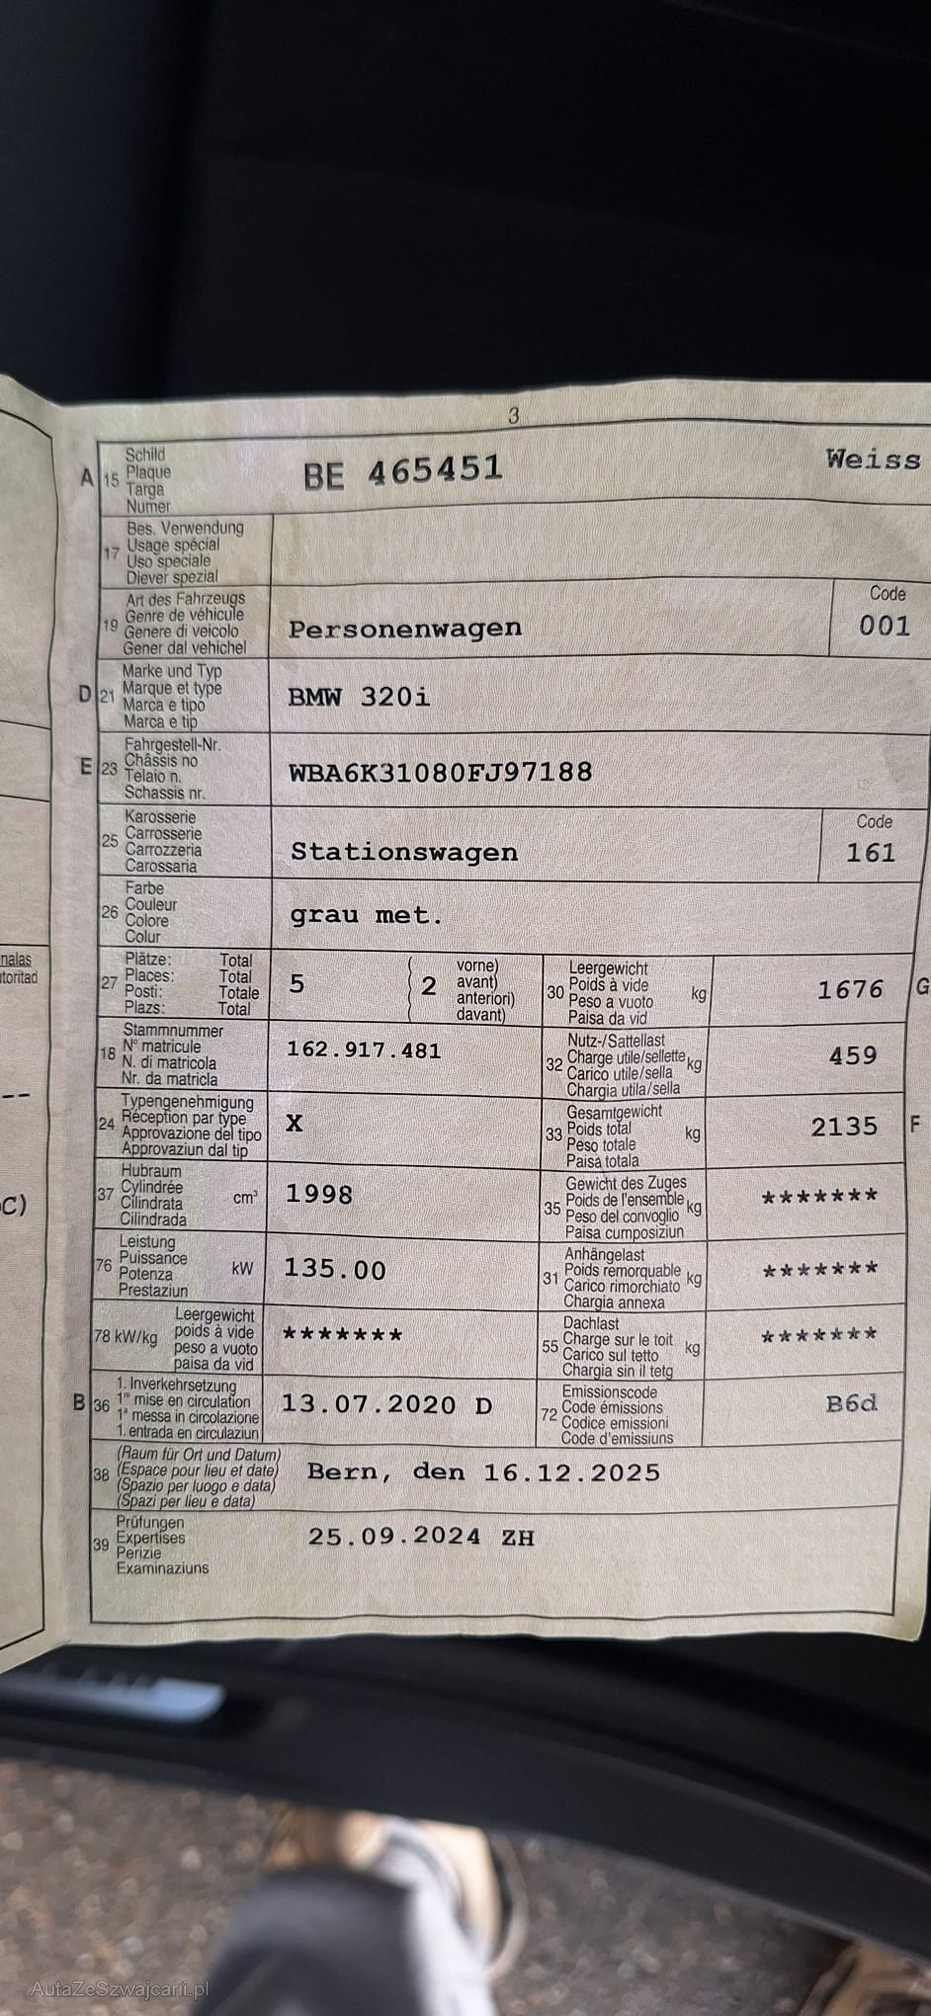 3
A 15 Schild
Plaque
Targa
Numer
BE 465451 Weiss
17 Bes. Verwendung
Usage spécial
Uso speciale
Diever spezial
19 Art des Fahrzeugs
Genre de véhicule
Genere di veicolo
Gener dal vehichel
Personenwagen
Code
001
D 21 Marke und Typ
Marque et type
Marca e tipo
Marca e tip
BMW 320i
E 23 Fahrgestell-Nr.
Châssis no
Telaio n.
Schassis nr.
WBA6K31080FJ97188
25 Karosserie
Carrosserie
Carrozzeria
Carossaria
Stationswagen
Code
161
26 Farbe
Couleur
Colore
Colur
grau met.
27 Plätze: Total
Places: Total
Posti: Totale
Plazs: Total
5 ( 2 vorne)
avant)
anteriori)
davant)
30 Leergewicht
Poids à vide
Peso a vuoto
Paisa da vid
kg
1676 G
18 Stammnummer
N° matricule
N. di matricola
Nr. da matricla
162.917.481
32 Nutz-/Sattellast
Charge utile/sellette
Carico utile/sella
Chargia utila/sella
kg
459
24 Typengenehmigung
Réception par type
Approvazione del tipo
Approvaziun dal tip
X
33 Gesamtgewicht
Poids total
Peso totale
Paisa totala
kg
2135 F
37 Hubraum
Cylindrée
Cilindrata
Cilindrada
cm³
1998
35 Gewicht des Zuges
Poids de l'ensemble
Peso del convoglio
Paisa cumposiziun
kg
*******
76 Leistung
Puissance
Potenza
Prestaziun
kW
135.00
31 Anhängelast
Poids remorquable
Carico rimorchiato
Chargia annexa
kg
*******
78 kW/kg Leergewicht
poids à vide
peso a vuoto
paisa da vid
*******
55 Dachlast
Charge sur le toit
Carico sul tetto
Chargia sin il tetg
kg
*******
B 36 1. Inverkehrsetzung
1re mise en circulation
1a messa in circolazione
1. entrada en circulaziun
13.07.2020 D
72 Emissionscode
Code émissions
Codice emissioni
Code d'emissiuns
B6d
38 (Raum für Ort und Datum)
(Espace pour lieu et date)
(Spazio per luogo e data)
(Spazi per lieu e data)
Bern, den 16.12.2025
39 Prüfungen
Expertises
Perizie
Examinaziuns
25.09.2024 ZH
AutaZeSzwajcarii.pl